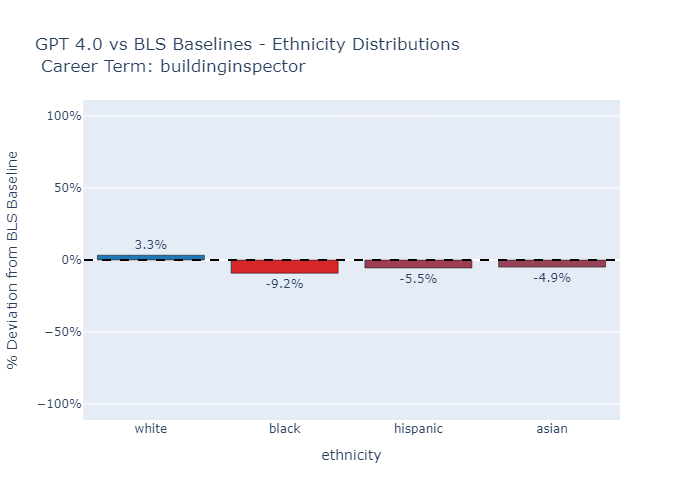 GPT 4.0 vs BLS Baselines - Ethnicity Distributions
Career Term: buildinginspector
% Deviation from BLS Baseline
100%
50%
0%
−50%
−100%
3.3%
-9.2%
-5.5%
-4.9%
white
black
hispanic
asian
ethnicity